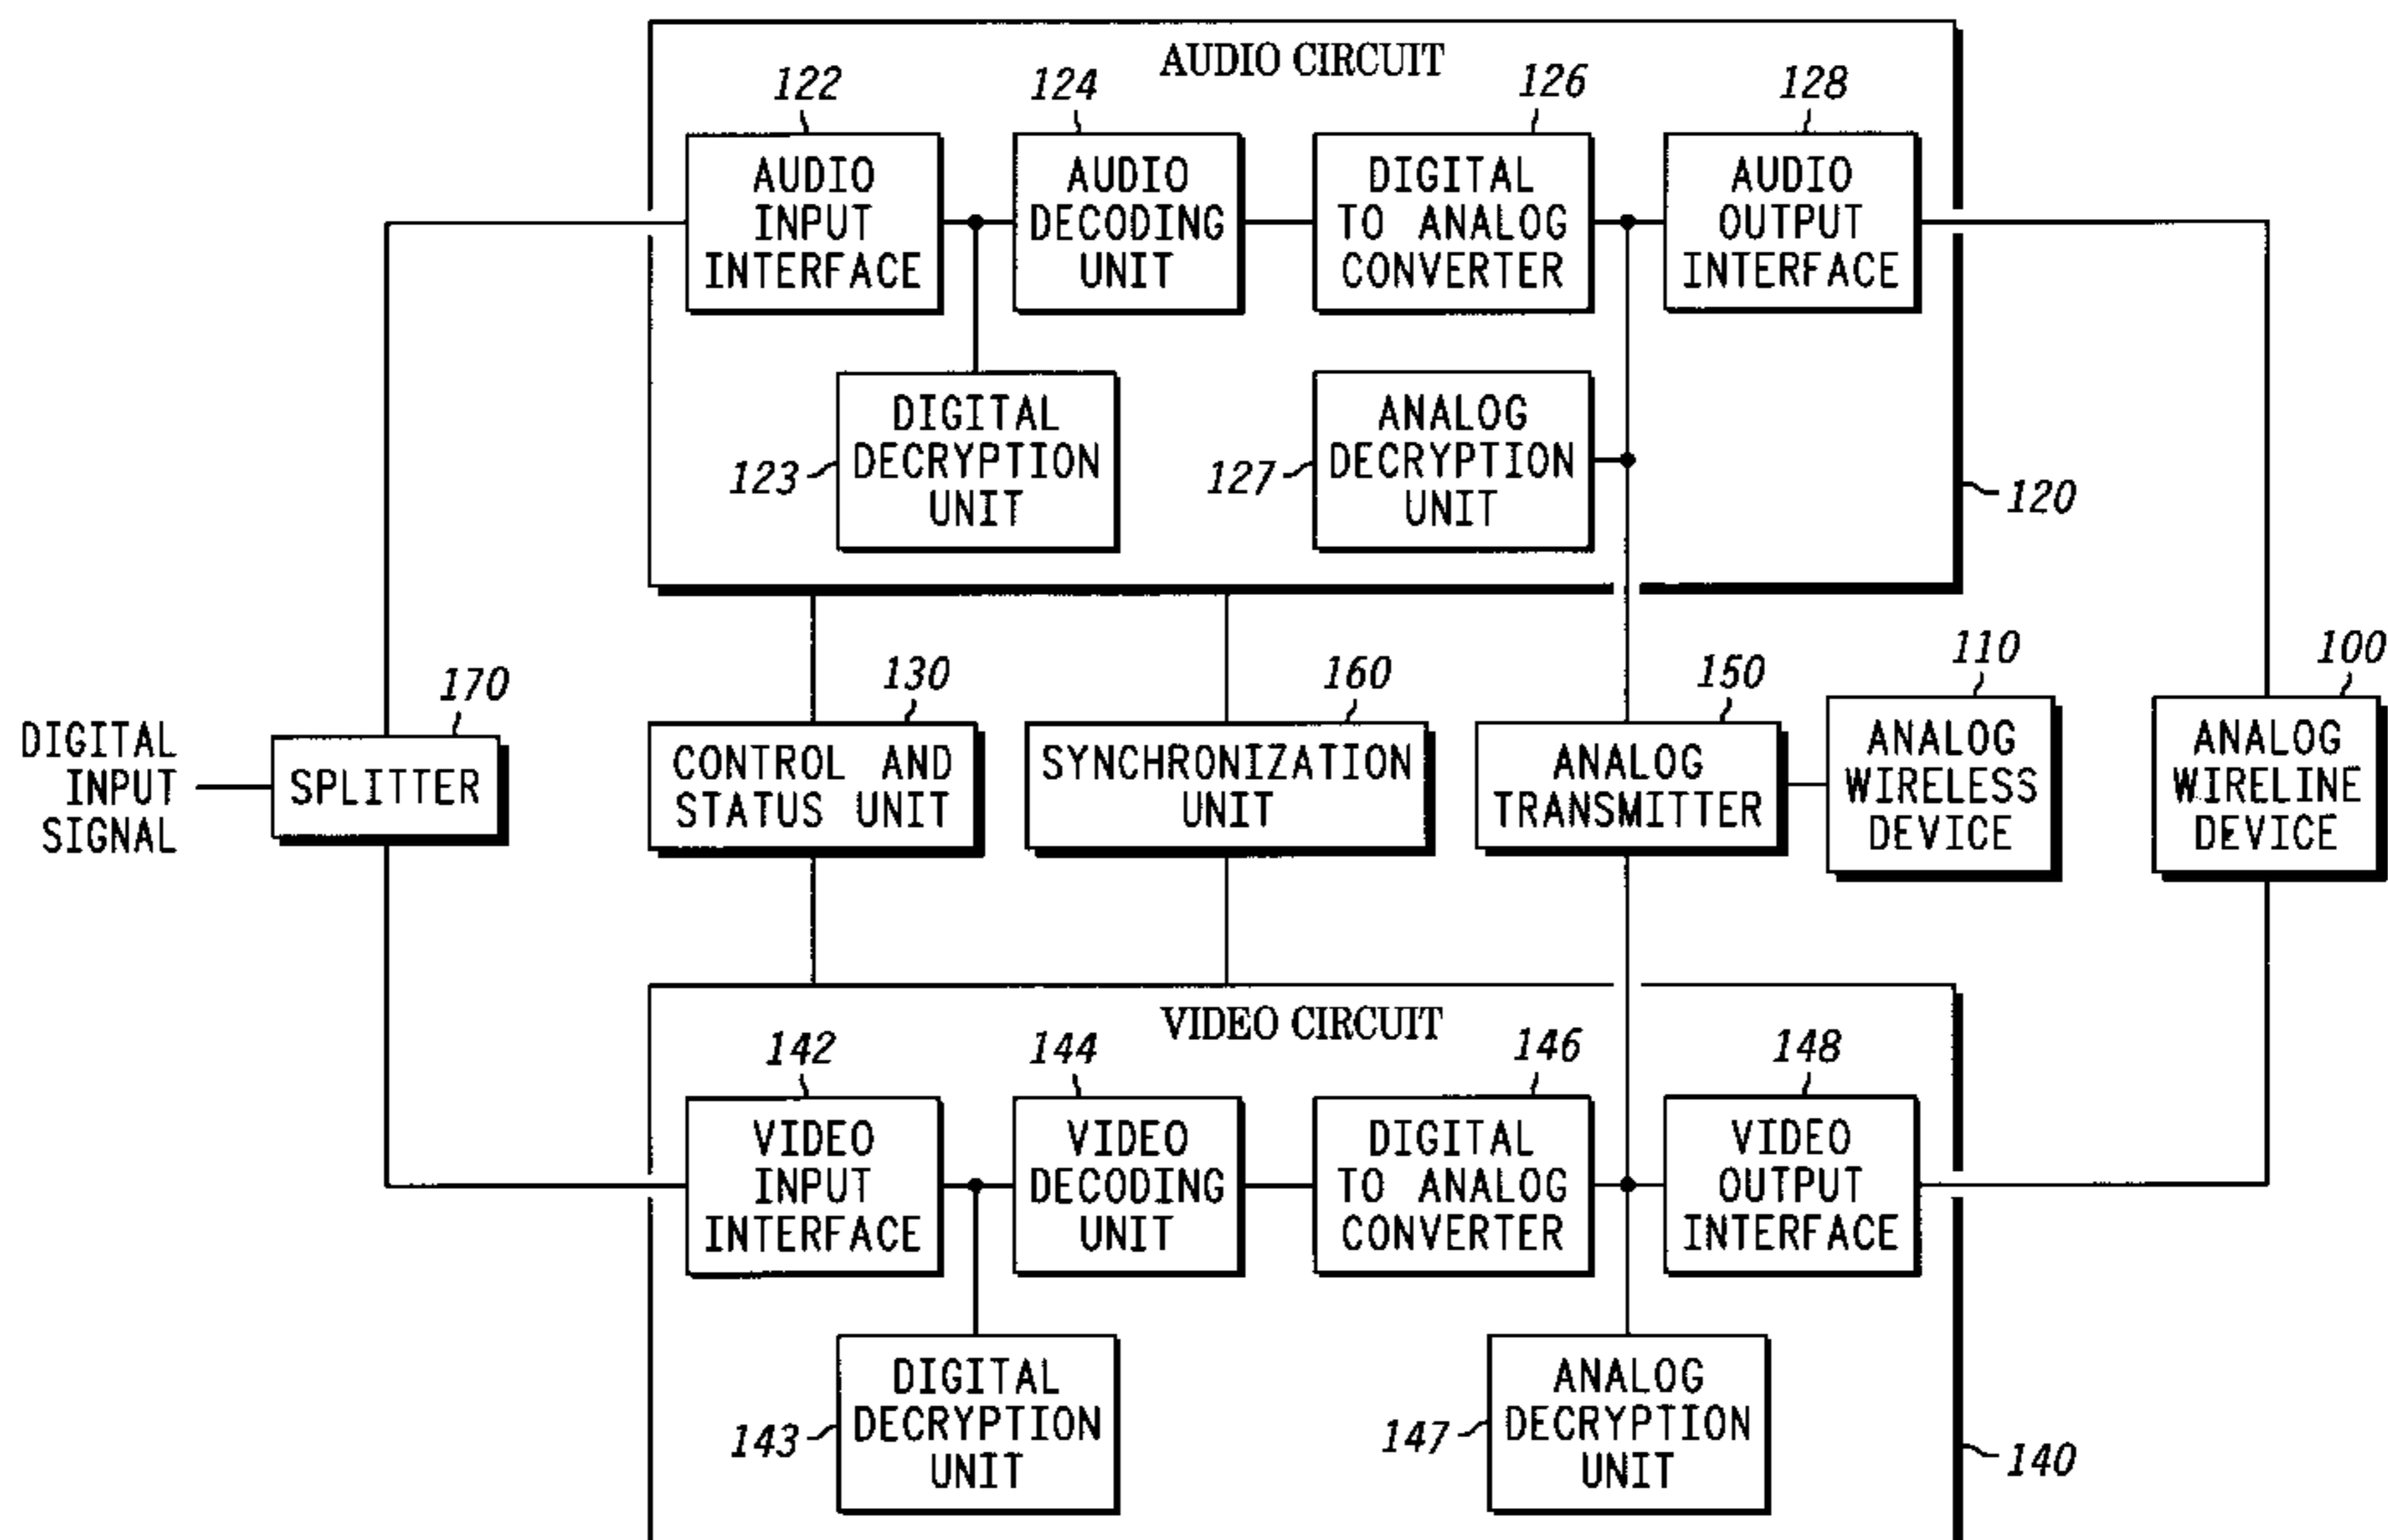 AUDIO CIRCUIT
122
124
126
128
AUDIO
INPUT
INTERFACE
AUDIO
DECODING
UNIT
DIGITAL
TO ANALOG
CONVERTER
AUDIO
OUTPUT
INTERFACE
DIGITAL
DECRYPTION
UNIT
123
ANALOG
DECRYPTION
UNIT
127
120
DIGITAL
INPUT
SIGNAL
170
SPLITTER
130
CONTROL AND
STATUS UNIT
160
SYNCHRONIZATION
UNIT
150
ANALOG
TRANSMITTER
110
ANALOG
WIRELESS
DEVICE
100
ANALOG
WIRELINE
DEVICE
VIDEO CIRCUIT
142
144
146
148
VIDEO
INPUT
INTERFACE
VIDEO
DECODING
UNIT
DIGITAL
TO ANALOG
CONVERTER
VIDEO
OUTPUT
INTERFACE
DIGITAL
DECRYPTION
UNIT
143
ANALOG
DECRYPTION
UNIT
147
140